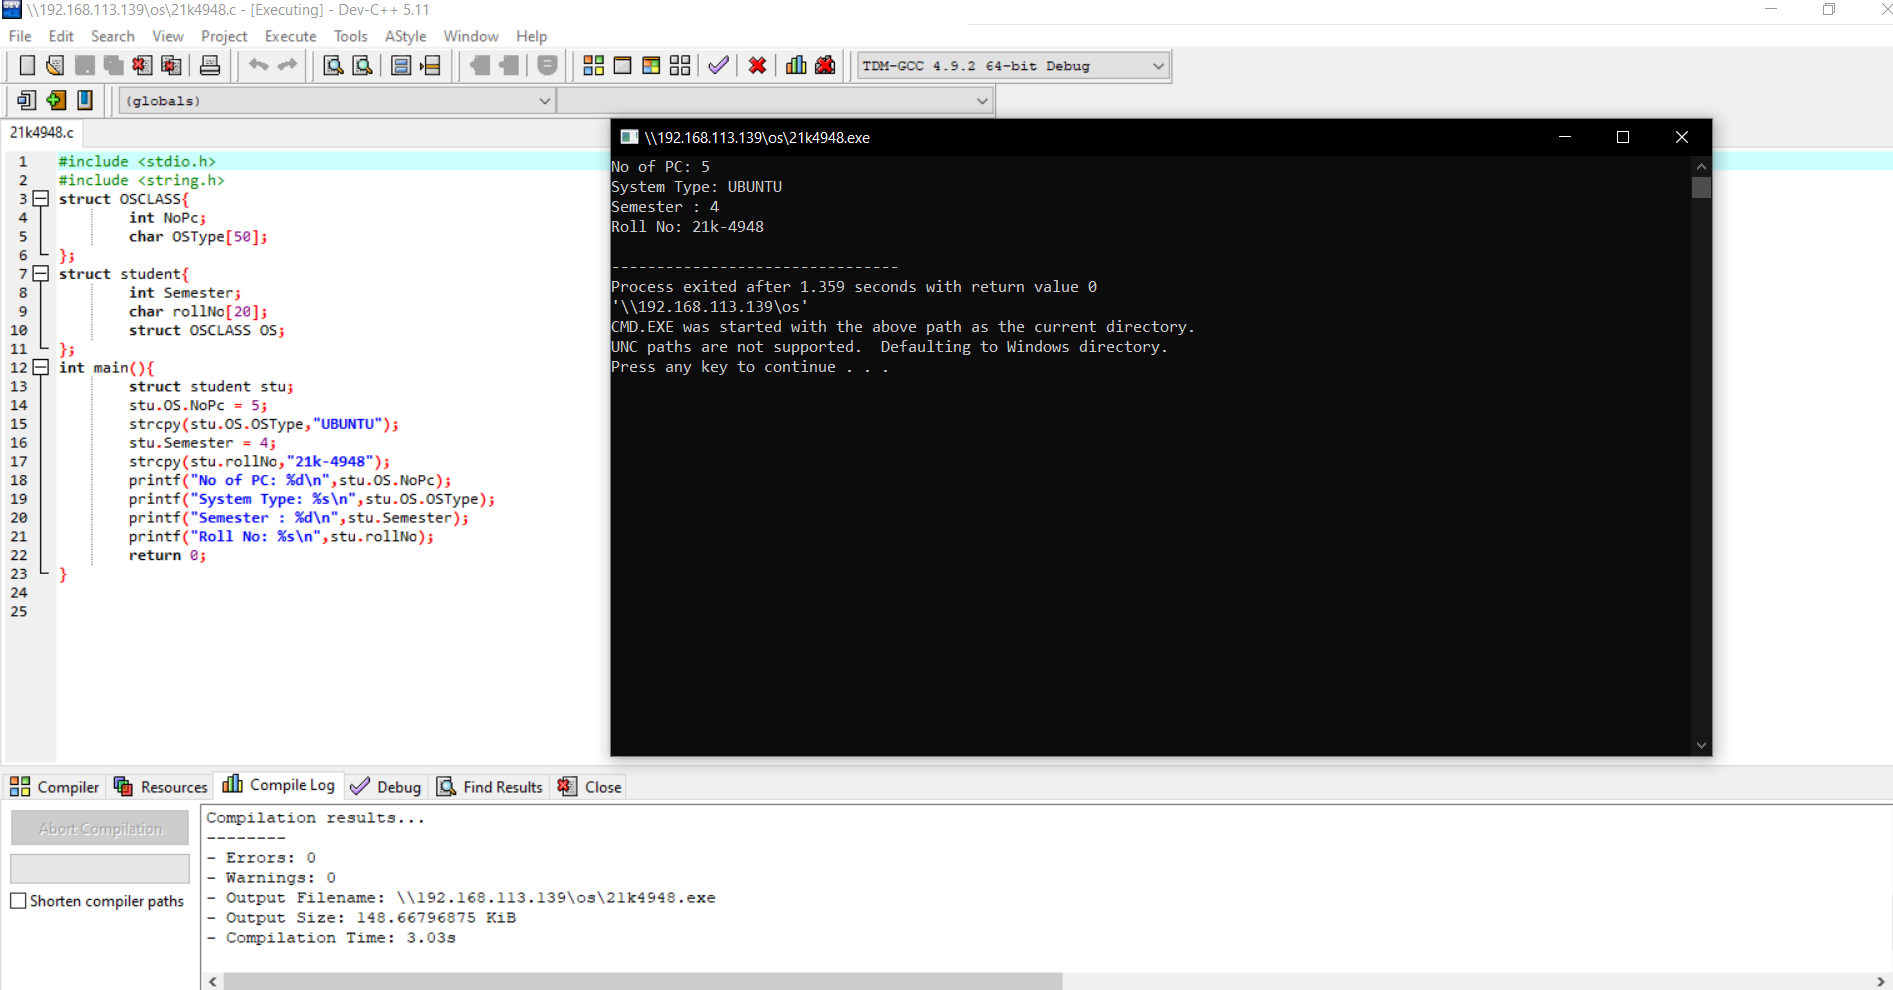 \\192.168.113.139\os\21k4948.c - [Executing] - Dev-C++ 5.11
File Edit Search View Project Execute Tools AStyle Window Help
TDM-GCC 4.9.2 64-bit Debug
(globals)
21k4948.c
1 #include <stdio.h>
2 #include <string.h>
3 struct OSCLASS{
4 int NoPc;
5 char OSType[50];
6 };
7 struct student{
8 int Semester;
9 char rollNo[20];
10 struct OSCLASS OS;
11 };
12 int main(){
13 struct student stu;
14 stu.OS.NoPc = 5;
15 strcpy(stu.OS.OSType,"UBUNTU");
16 stu.Semester = 4;
17 strcpy(stu.rollNo,"21k-4948");
18 printf("No of PC: %d\n",stu.OS.NoPc);
19 printf("System Type: %s\n",stu.OS.OSType);
20 printf("Semester : %d\n",stu.Semester);
21 printf("Roll No: %s\n",stu.rollNo);
22 return 0;
23 }
24
25
\\192.168.113.139\os\21k4948.exe
No of PC: 5
System Type: UBUNTU
Semester : 4
Roll No: 21k-4948
--------------------------------
Process exited after 1.359 seconds with return value 0
'\\192.168.113.139\os'
CMD.EXE was started with the above path as the current directory.
UNC paths are not supported.  Defaulting to Windows directory.
Press any key to continue . . .
Compiler Resources Compile Log Debug Find Results Close
Abort Compilation
Shorten compiler paths
Compilation results...
--------
- Errors: 0
- Warnings: 0
- Output Filename: \\192.168.113.139\os\21k4948.exe
- Output Size: 148.66796875 KiB
- Compilation Time: 3.03s